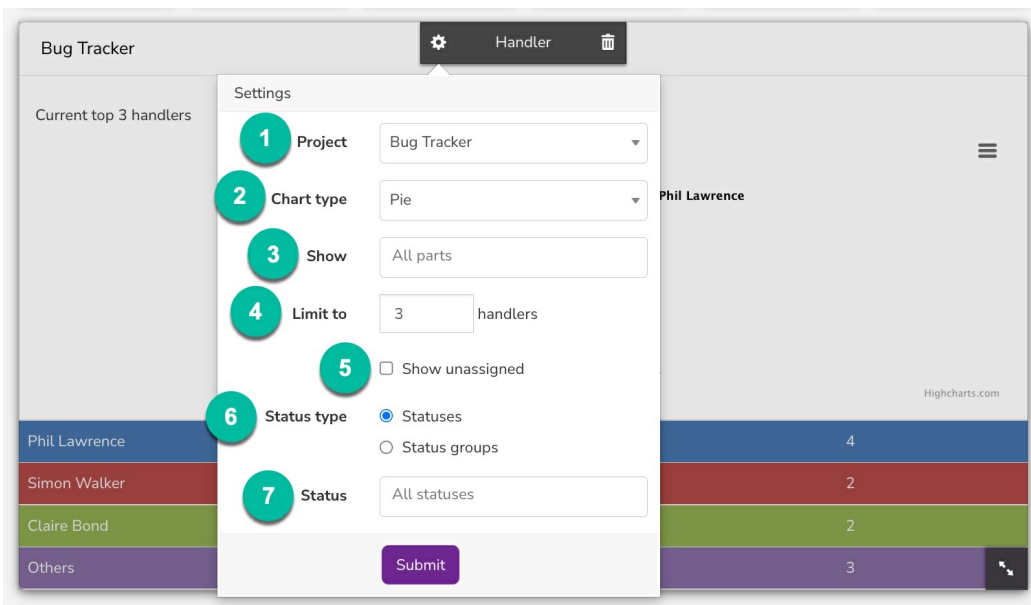 Bug Tracker
Handler
Settings
Current top 3 handlers
1 Project Bug Tracker
2 Chart type Pie
Phil Lawrence
3 Show All parts
4 Limit to 3 handlers
5 Show unassigned
Highcharts.com
6 Status type Statuses
Status groups
Phil Lawrence 4
Simon Walker 2
7 Status All statuses
Claire Bond 2
Submit
Others 3